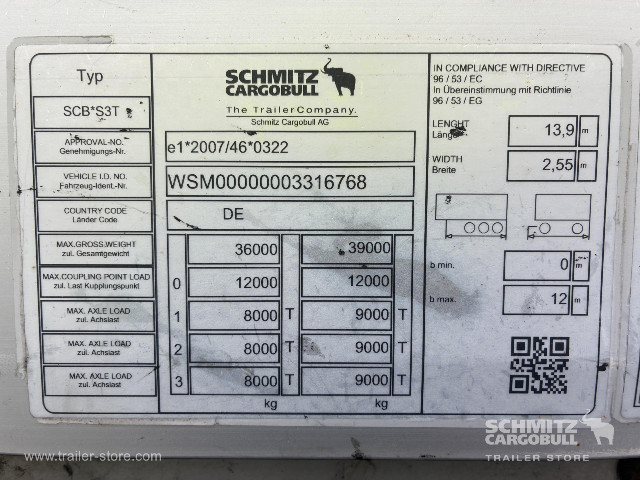 Typ
SCB*S3T
SCHMITZ
CARGOBULL
The Trailer Company.
Schmitz Cargobull AG
IN COMPLIANCE WITH DIRECTIVE
96 / 53 / EC
In Übereinstimmung mit Richtlinie
96 / 53 / EG
APPROVAL-NO.
Genehmigungs-Nr.
e1*2007/46*0322
VEHICLE I.D. NO.
Fahrzeug-Ident.-Nr.
WSM00000003316768
COUNTRY CODE
Länder Code
DE
LENGHT
Länge
13,9 m
WIDTH
Breite
2,55 m
MAX.GROSS.WEIGHT
zul. Gesamtgewicht
36000 39000
MAX.COUPLING POINT LOAD
zul. Last Kupplungspunkt
0 12000 12000
MAX. AXLE LOAD
zul. Achslast
1 8000 T 9000 T
MAX. AXLE LOAD
zul. Achslast
2 8000 T 9000 T
MAX. AXLE LOAD
zul. Achslast
3 8000 T 9000 T
kg kg
b min. 0 m
b max. 12 m
SCHMITZ
CARGOBULL
TRAILER STORE
www.trailer-store.com